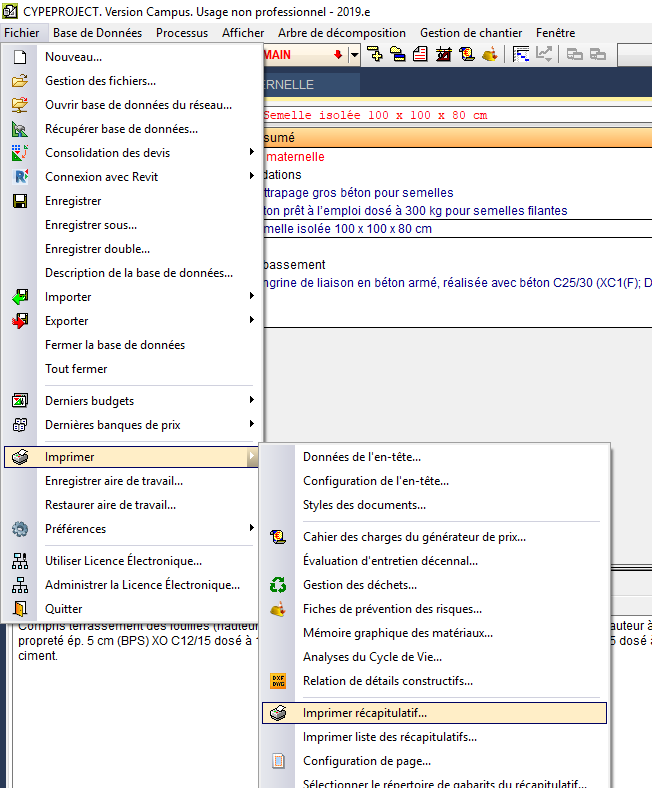 CYPEPROJECT. Version Campus. Usage non professionnel - 2019.e
Fichier Base de Données Processus Afficher Arbre de décomposition Gestion de chantier Fenêtre
Nouveau...
MAIN
Gestion des fichiers...
RNELLE
Ouvrir base de données du réseau...
Semelle isolée 100 x 100 x 80 cm
Récupérer base de données...
sumé
Consolidation des devis
maternelle
Connexion avec Revit
dations
ttrapage gros béton pour semelles
Enregistrer
ton prêt à l'emploi dosé à 300 kg pour semelles filantes
Enregistrer sous...
melle isolée 100 x 100 x 80 cm
Enregistrer double...
bassement
Description de la base de données...
ngrine de liaison en béton armé, réalisée avec béton C25/30 (XC1(F); D
Importer
Exporter
Fermer la base de données
Tout fermer
Derniers budgets
Dernières banques de prix
Imprimer
Données de l'en-tête...
Enregistrer aire de travail...
Configuration de l'en-tête...
Restaurer aire de travail...
Styles des documents...
Préférences
Cahier des charges du générateur de prix...
Utiliser Licence Électronique...
Évaluation d'entretien décennal...
Administrer la Licence Électronique...
Gestion des déchets...
Quitter
Fiches de prévention des risques...
Compris terrassement des fouilles (hauteur
auteur à
Mémoire graphique des matériaux...
propreté ép. 5 cm (BPS) XO C12/15 dosé à 1
5 dosé à
ciment.
Analyses du Cycle de Vie...
DXF
DWG
Relation de détails constructifs...
Imprimer récapitulatif...
Imprimer liste des récapitulatifs...
Configuration de page...
Sélectionner le répertoire de gabarits du récapitulatif...